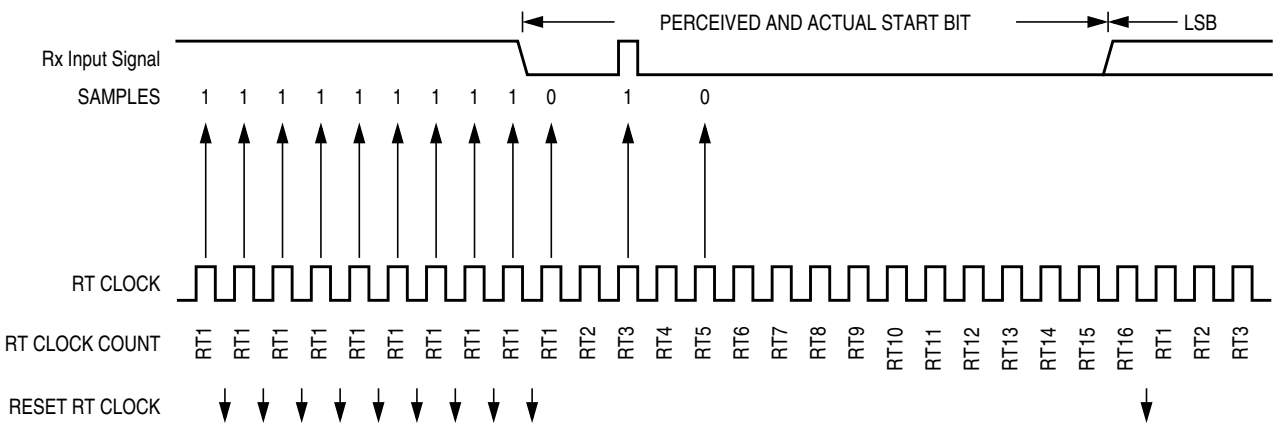 PERCEIVED AND ACTUAL START BIT
LSB
Rx Input Signal
SAMPLES 1 1 1 1 1 1 1 1 1 0 1 0
RT CLOCK
RT CLOCK COUNT RT1 RT1 RT1 RT1 RT1 RT1 RT1 RT1 RT1 RT1 RT2 RT3 RT4 RT5 RT6 RT7 RT8 RT9 RT10 RT11 RT12 RT13 RT14 RT15 RT16 RT1 RT2 RT3
RESET RT CLOCK